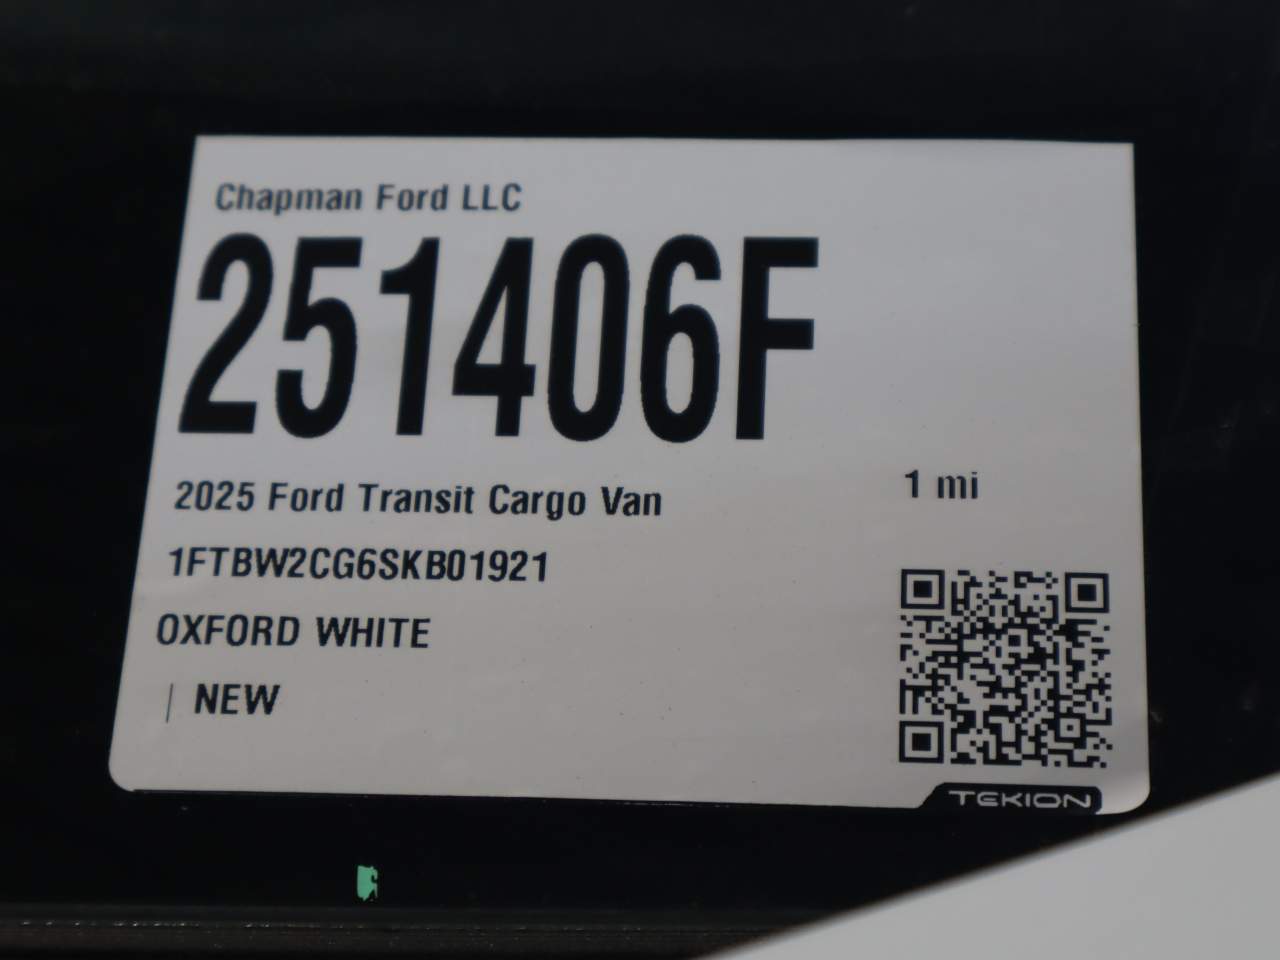 Chapman Ford LLC
251406F
2025 Ford Transit Cargo Van
1 mi
1FTBW2CG6SKB01921
OXFORD WHITE
| NEW
TEKION